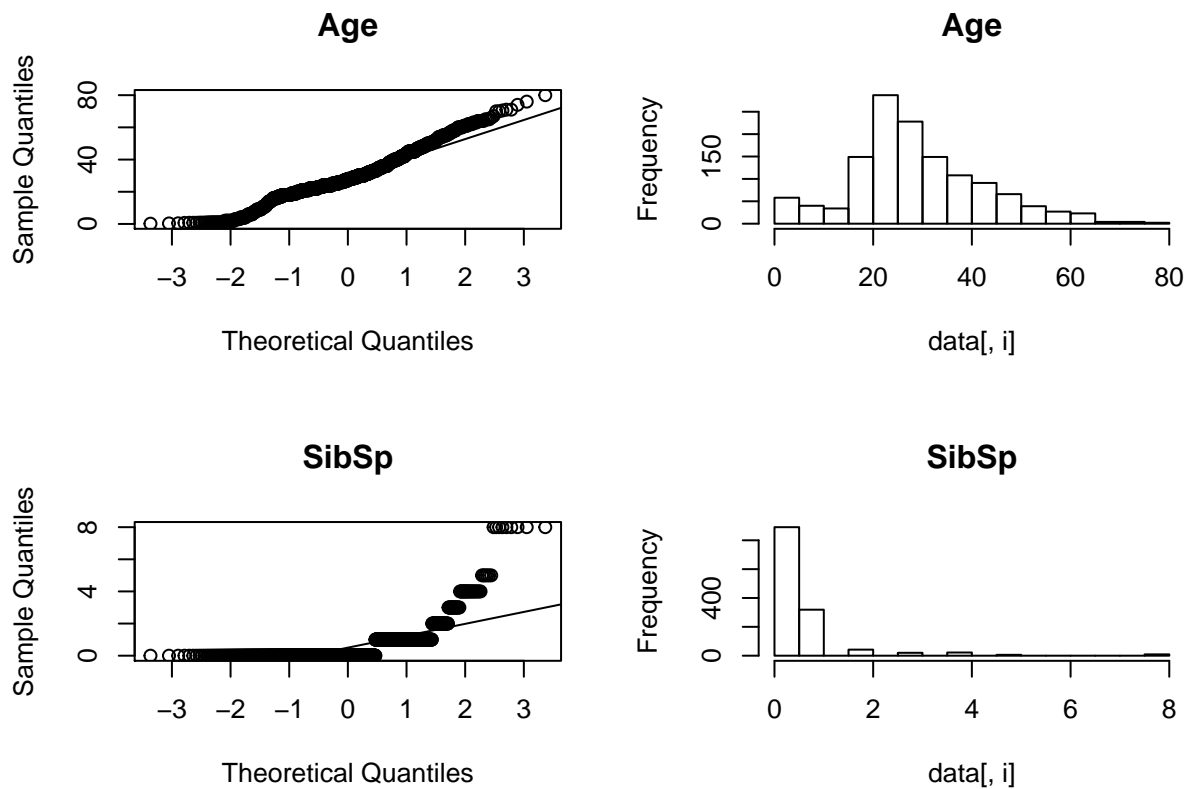 Age
Sample Quantiles
80
40
0
−3 −2 −1 0 1 2 3
Theoretical Quantiles
Age
Frequency
150
0
0 20 40 60 80
data[, i]
SibSp
Sample Quantiles
8
4
0
−3 −2 −1 0 1 2 3
Theoretical Quantiles
SibSp
Frequency
400
0
0 2 4 6 8
data[, i]